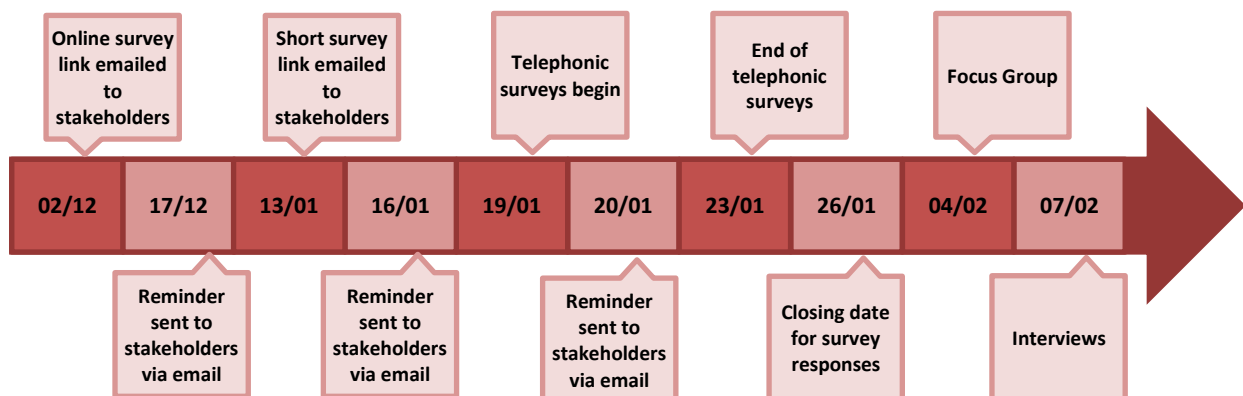 Online survey
link emailed
to
stakeholders
Short survey
link emailed to
stakeholders
Telephonic
surveys begin
End of
telephonic
surveys
Focus Group
02/12
17/12
13/01
16/01
19/01
20/01
23/01
26/01
04/02
07/02
Reminder
sent to
stakeholders
via email
Reminder
sent to
stakeholders
via email
Reminder
sent to
stakeholders
via email
Closing date
for survey
responses
Interviews